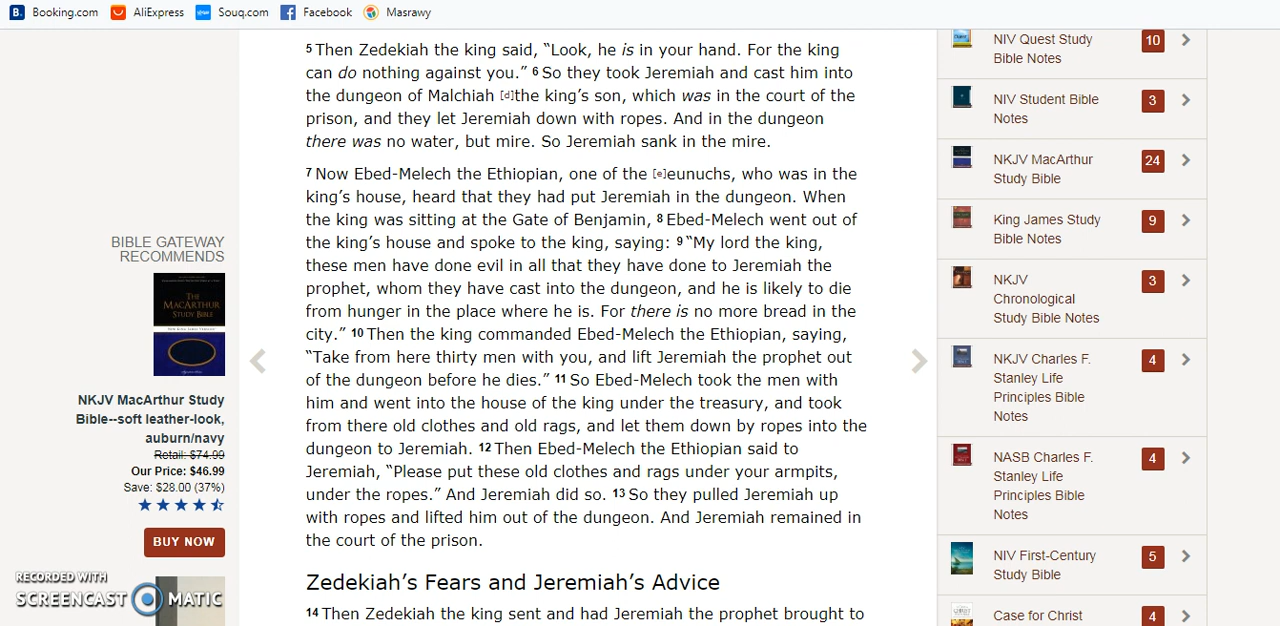 Booking.com
AliExpress
Souq.com
Facebook
Masrawy
5 Then Zedekiah the king said, “Look, he is in your hand. For the king
can do nothing against you.” 6 So they took Jeremiah and cast him into
the dungeon of Malchiah [d]the king’s son, which was in the court of the
prison, and they let Jeremiah down with ropes. And in the dungeon
there was no water, but mire. So Jeremiah sank in the mire.
7 Now Ebed-Melech the Ethiopian, one of the [e]eunuchs, who was in the
king’s house, heard that they had put Jeremiah in the dungeon. When
the king was sitting at the Gate of Benjamin, 8 Ebed-Melech went out of
the king’s house and spoke to the king, saying: 9 “My lord the king,
these men have done evil in all that they have done to Jeremiah the
prophet, whom they have cast into the dungeon, and he is likely to die
from hunger in the place where he is. For there is no more bread in the
city.” 10 Then the king commanded Ebed-Melech the Ethiopian, saying,
“Take from here thirty men with you, and lift Jeremiah the prophet out
of the dungeon before he dies.” 11 So Ebed-Melech took the men with
him and went into the house of the king under the treasury, and took
from there old clothes and old rags, and let them down by ropes into the
dungeon to Jeremiah. 12 Then Ebed-Melech the Ethiopian said to
Jeremiah, “Please put these old clothes and rags under your armpits,
under the ropes.” And Jeremiah did so. 13 So they pulled Jeremiah up
with ropes and lifted him out of the dungeon. And Jeremiah remained in
the court of the prison.
Zedekiah’s Fears and Jeremiah’s Advice
14 Then Zedekiah the king sent and had Jeremiah the prophet brought to
BIBLE GATEWAY
RECOMMENDS
THE
MACARTHUR
STUDY BIBLE
NKJV MacArthur Study
Bible--soft leather-look,
auburn/navy
Retail: $74.99
Our Price: $46.99
Save: $28.00 (37%)
BUY NOW
RECORDED WITH
SCREENCAST MATIC
NIV Quest Study
Bible Notes
10
NIV Student Bible
Notes
3
NKJV MacArthur
Study Bible
24
King James Study
Bible Notes
9
NKJV
Chronological
Study Bible Notes
3
NKJV Charles F.
Stanley Life
Principles Bible
Notes
4
NASB Charles F.
Stanley Life
Principles Bible
Notes
4
NIV First-Century
Study Bible
5
Case for Christ
4